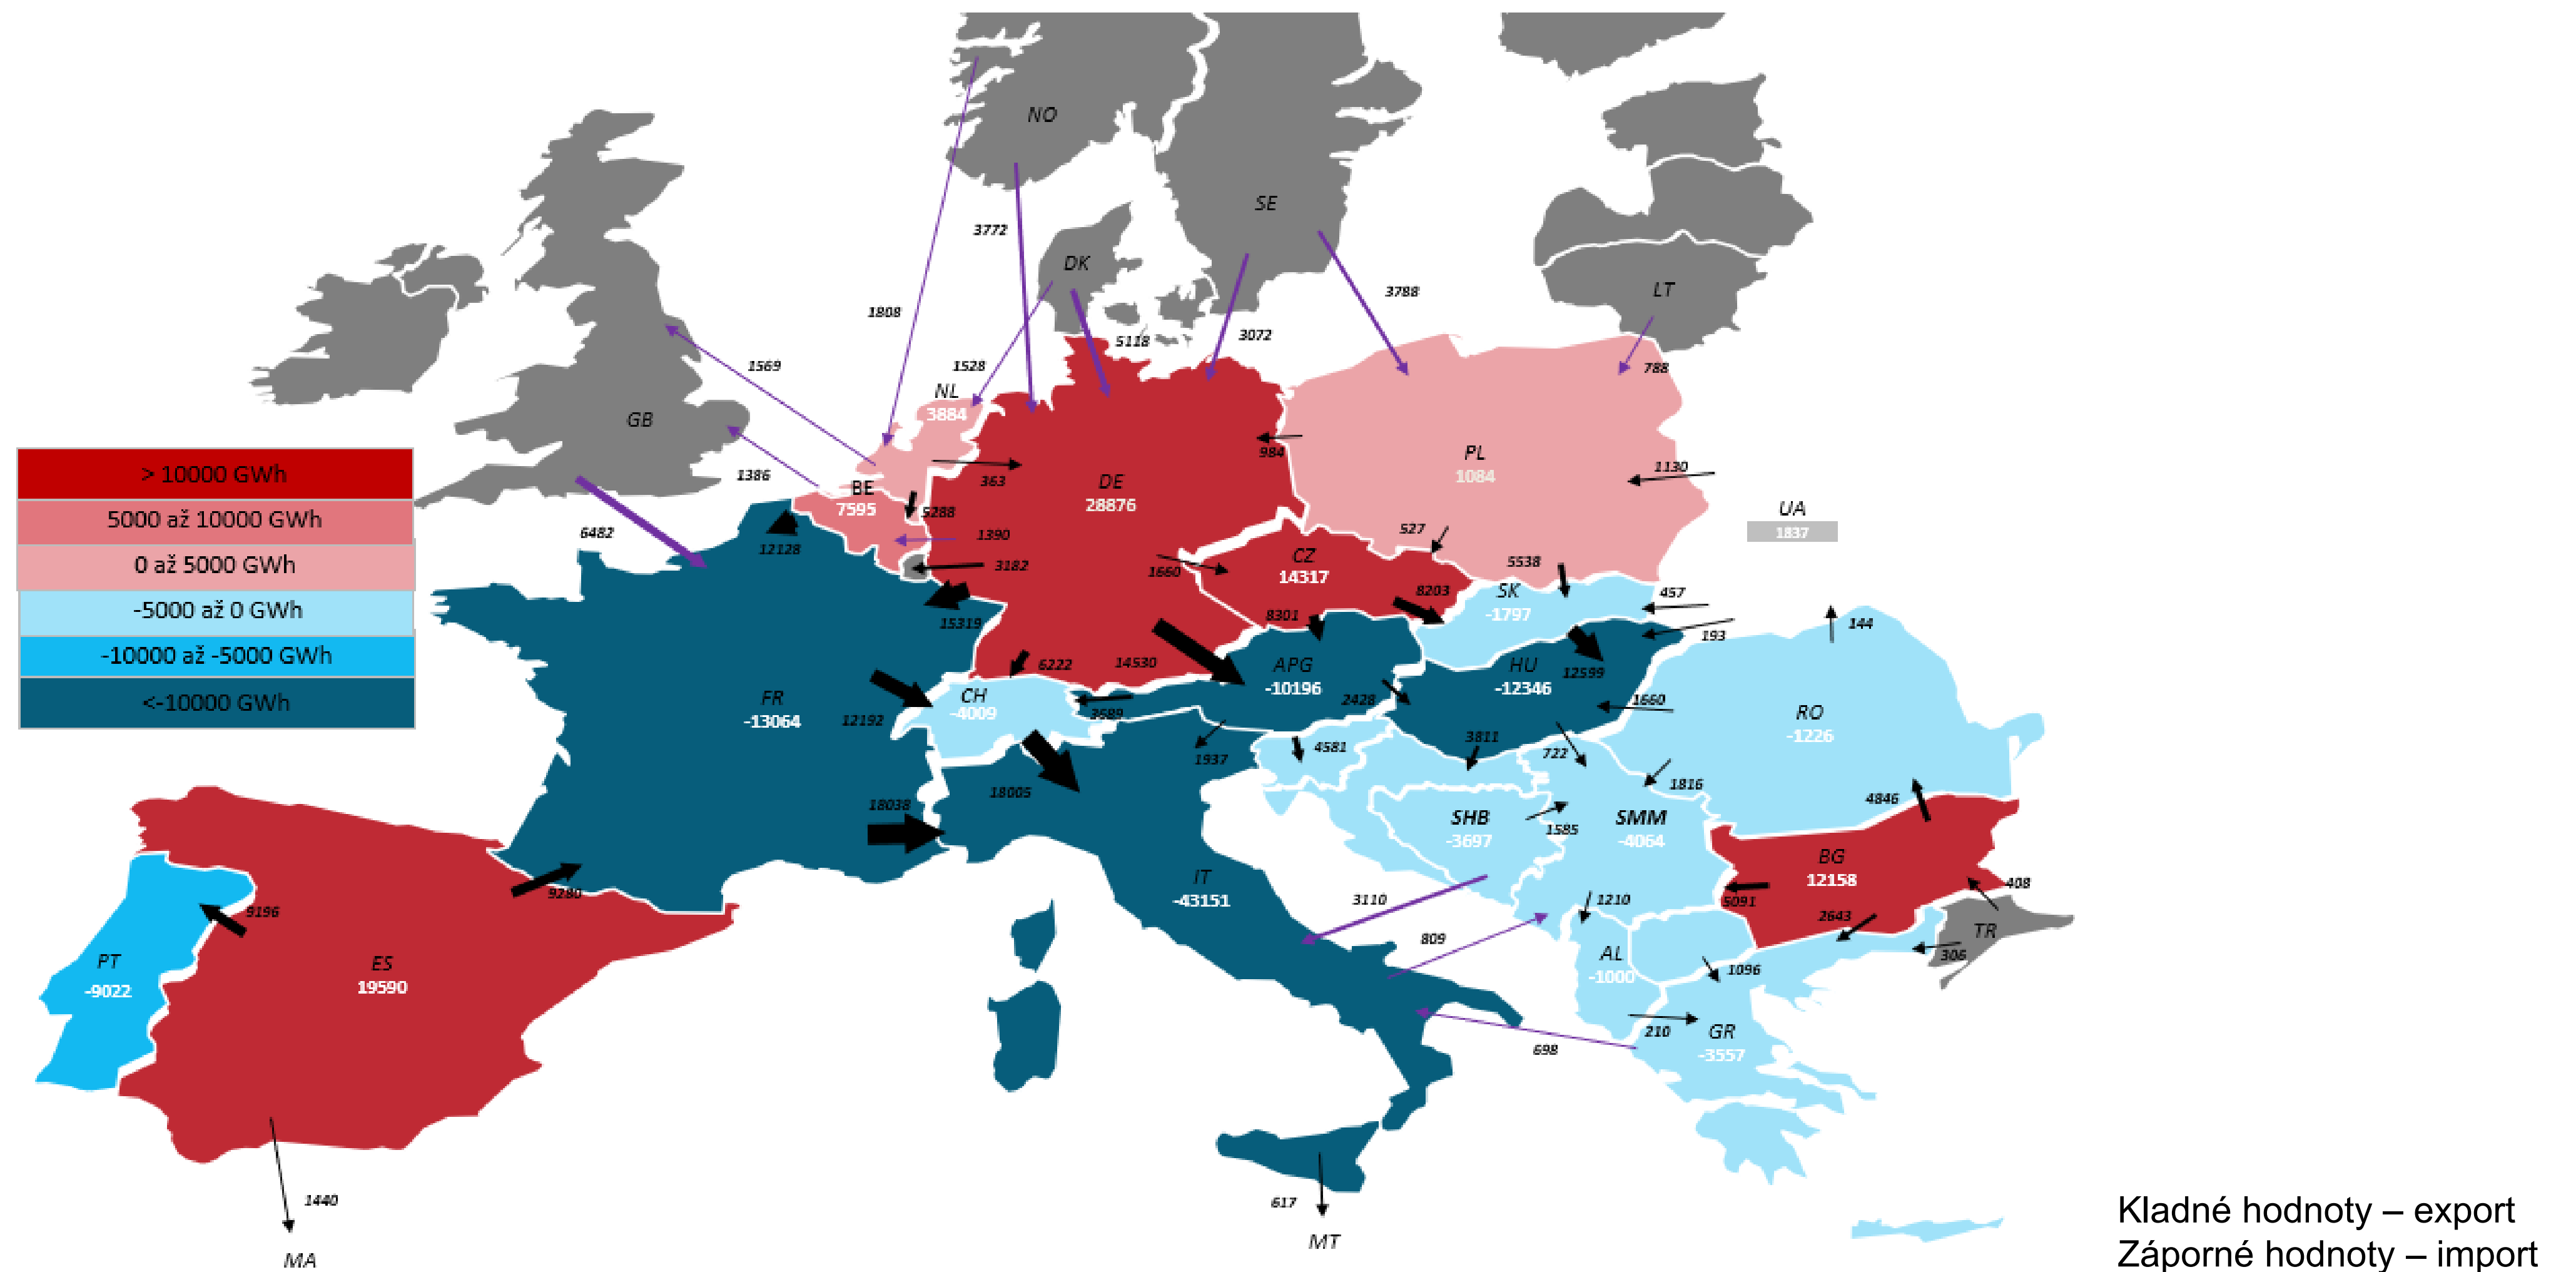 NO
SE
3772
DK
LT
3788
1808
5118
3072
1569
1528
788
NL
3884
GB
984
PL
1084
1130
> 10000 GWh
5000 až 10000 GWh
0 až 5000 GWh
-5000 až 0 GWh
-10000 až -5000 GWh
<-10000 GWh
1386
BE
7595
363
DE
28876
5288
UA
1837
6482
12128
1390
527
3182
1660
CZ
14317
5538
8203
SK
-1797
457
8301
15319
193
144
6222
14530
APG
-10196
HU
-12346
12599
FR
-13064
12192
CH
-4009
3689
2428
1660
RO
-1226
1937
4581
3811
722
1816
18005
18038
4846
SHB
-3697
1585
SMM
-4064
BG
12158
IT
-43151
9280
9196
3110
1210
5091
2643
408
809
TR
306
PT
-9022
ES
19590
AL
-1000
1096
210
GR
-3557
698
1440
617
MA
MT
Kladné hodnoty – export
Záporné hodnoty – import